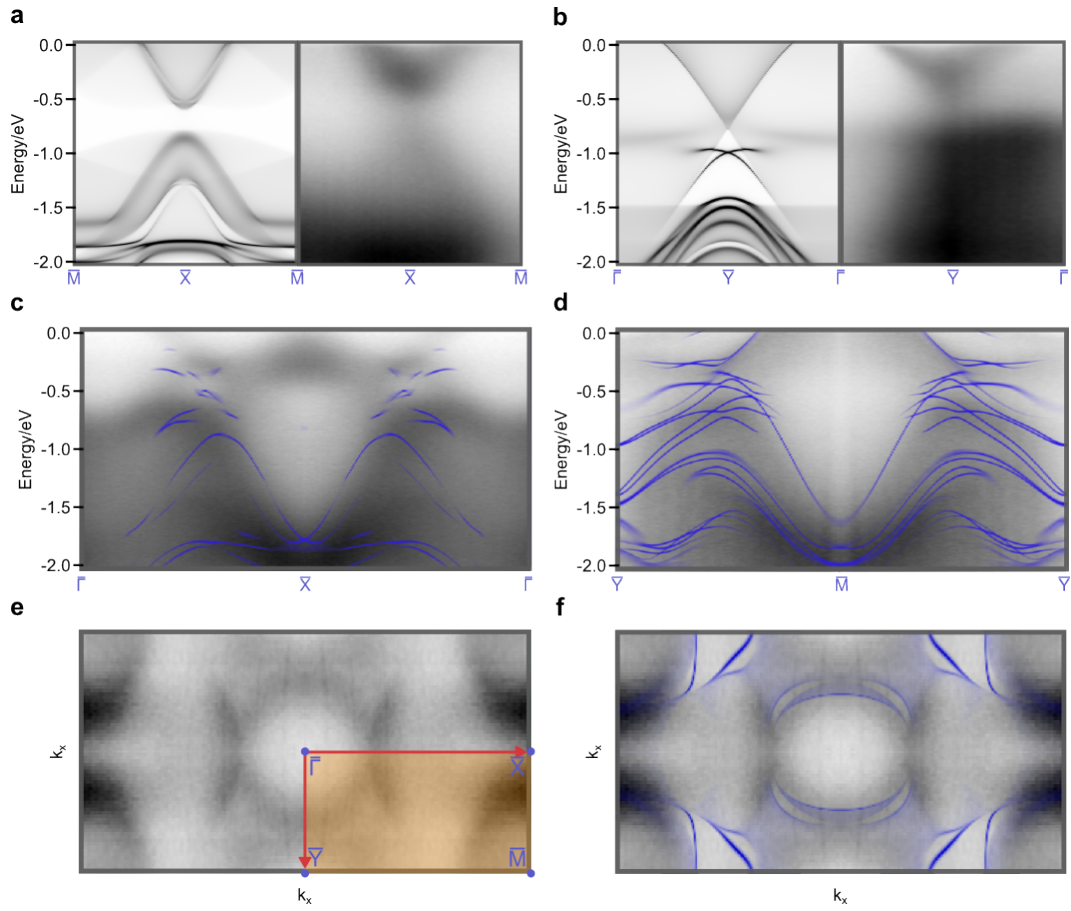 a
b
0.0
-0.5
-1.0
-1.5
-2.0
Energy/eV
M̅
X̅
M̅
X̅
M̅
0.0
-0.5
-1.0
-1.5
-2.0
Energy/eV
Γ̅
Y̅
Γ̅
Y̅
Γ̅
c
d
0.0
-0.5
-1.0
-1.5
-2.0
Energy/eV
Γ̅
X̅
Γ̅
0.0
-0.5
-1.0
-1.5
-2.0
Energy/eV
Y̅
M̅
Y̅
e
f
kₓ
Γ̅
X̅
Y̅
M̅
kₓ
kₓ
kₓ